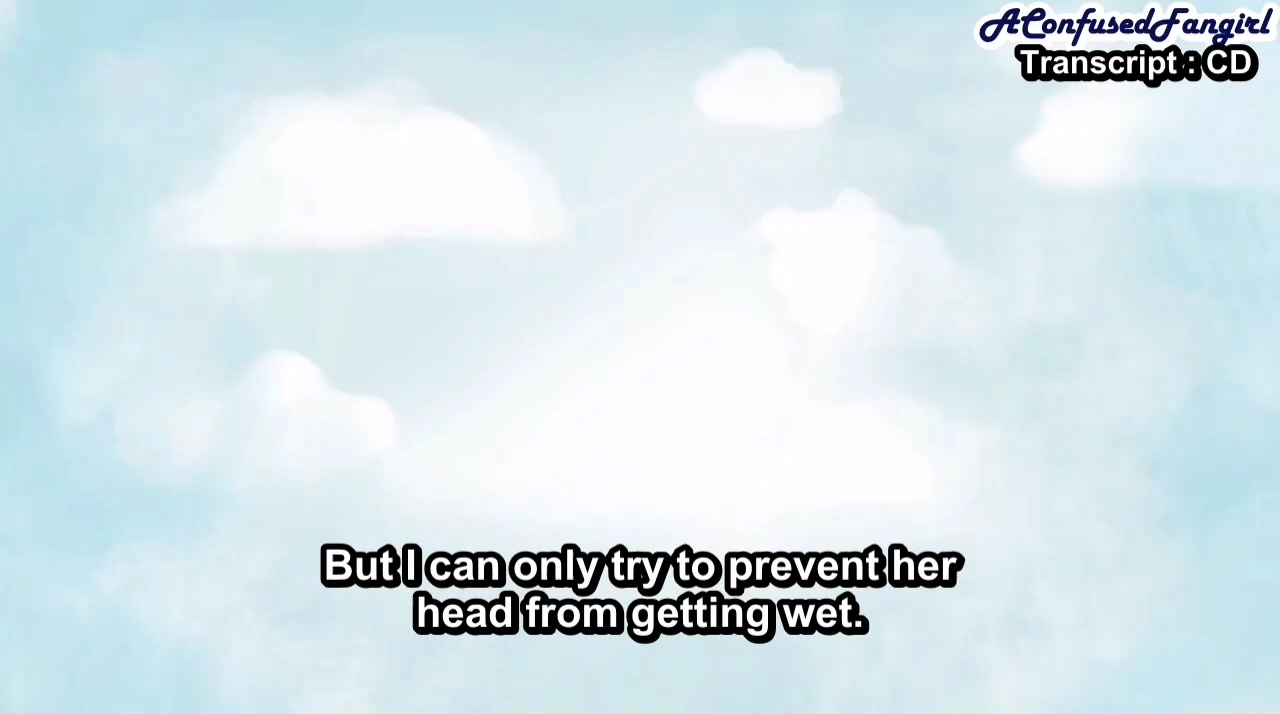 AConfusedFangirl
Transcript : CD
But I can only try to prevent her
head from getting wet.